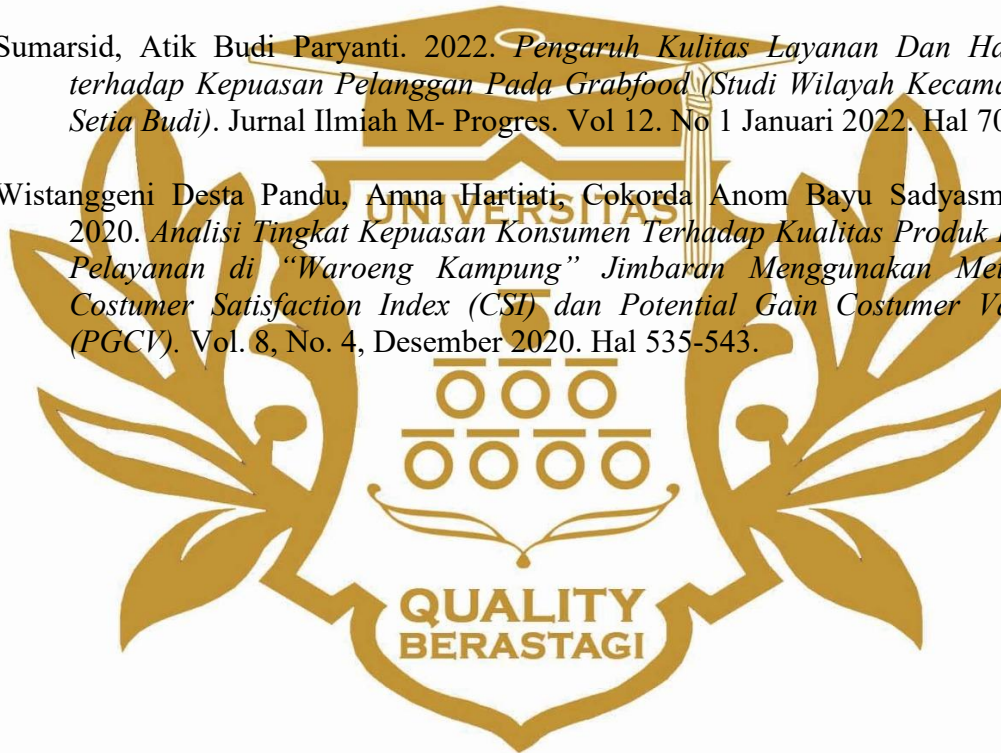 Sumarsid, Atik Budi Paryanti. 2022. Pengaruh Kulitas Layanan Dan Ha
terhadap Kepuasan Pelanggan Pada Grabfood (Studi Wilayah Kecama
Setia Budi). Jurnal Ilmiah M- Progres. Vol 12. No 1 Januari 2022. Hal 70
Wistanggeni Desta Pandu, Amna Hartiati, Cokorda Anom Bayu Sadyasm
2020. Analisi Tingkat Kepuasan Konsumen Terhadap Kualitas Produk
Pelayanan di “Waroeng Kampung” Jimbaran Menggunakan Met
Costumer Satisfaction Index (CSI) dan Potential Gain Costumer V
(PGCV). Vol. 8, No. 4, Desember 2020. Hal 535-543.
UNIVERSITAS
QUALITY
BERASTAGI